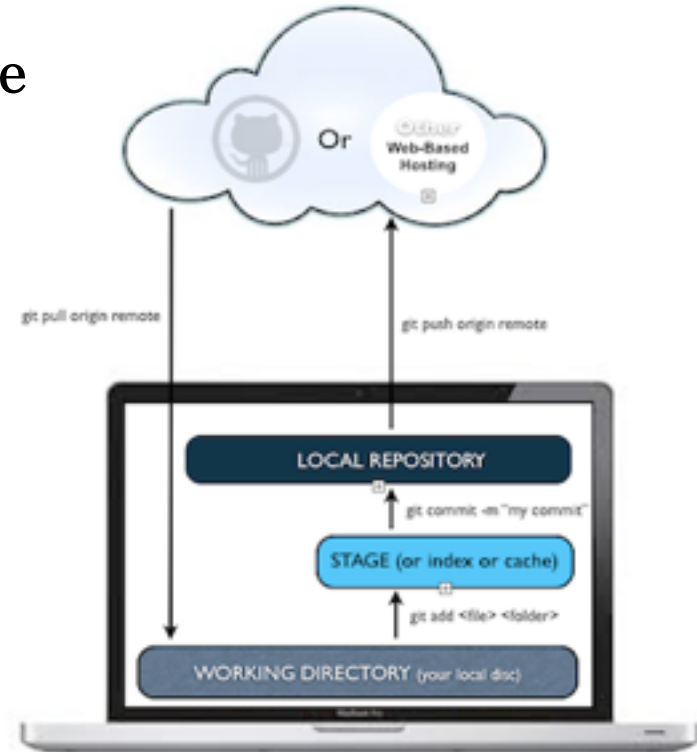 e
Or
Other
Web-Based
Hosting
git pull origin remote
git push origin remote
LOCAL REPOSITORY
git commit -m "my commit"
STAGE (or index or cache)
git add <file> <folder>
WORKING DIRECTORY (your local disc)